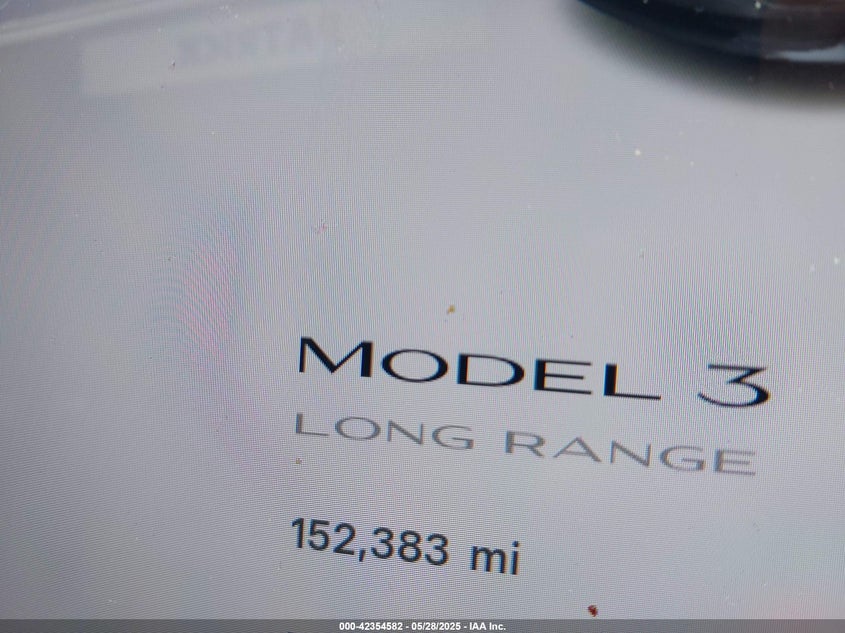 MODEL 3
LONG RANGE
152,383 mi
000-42354582 - 05/28/2025 - IAA Inc.